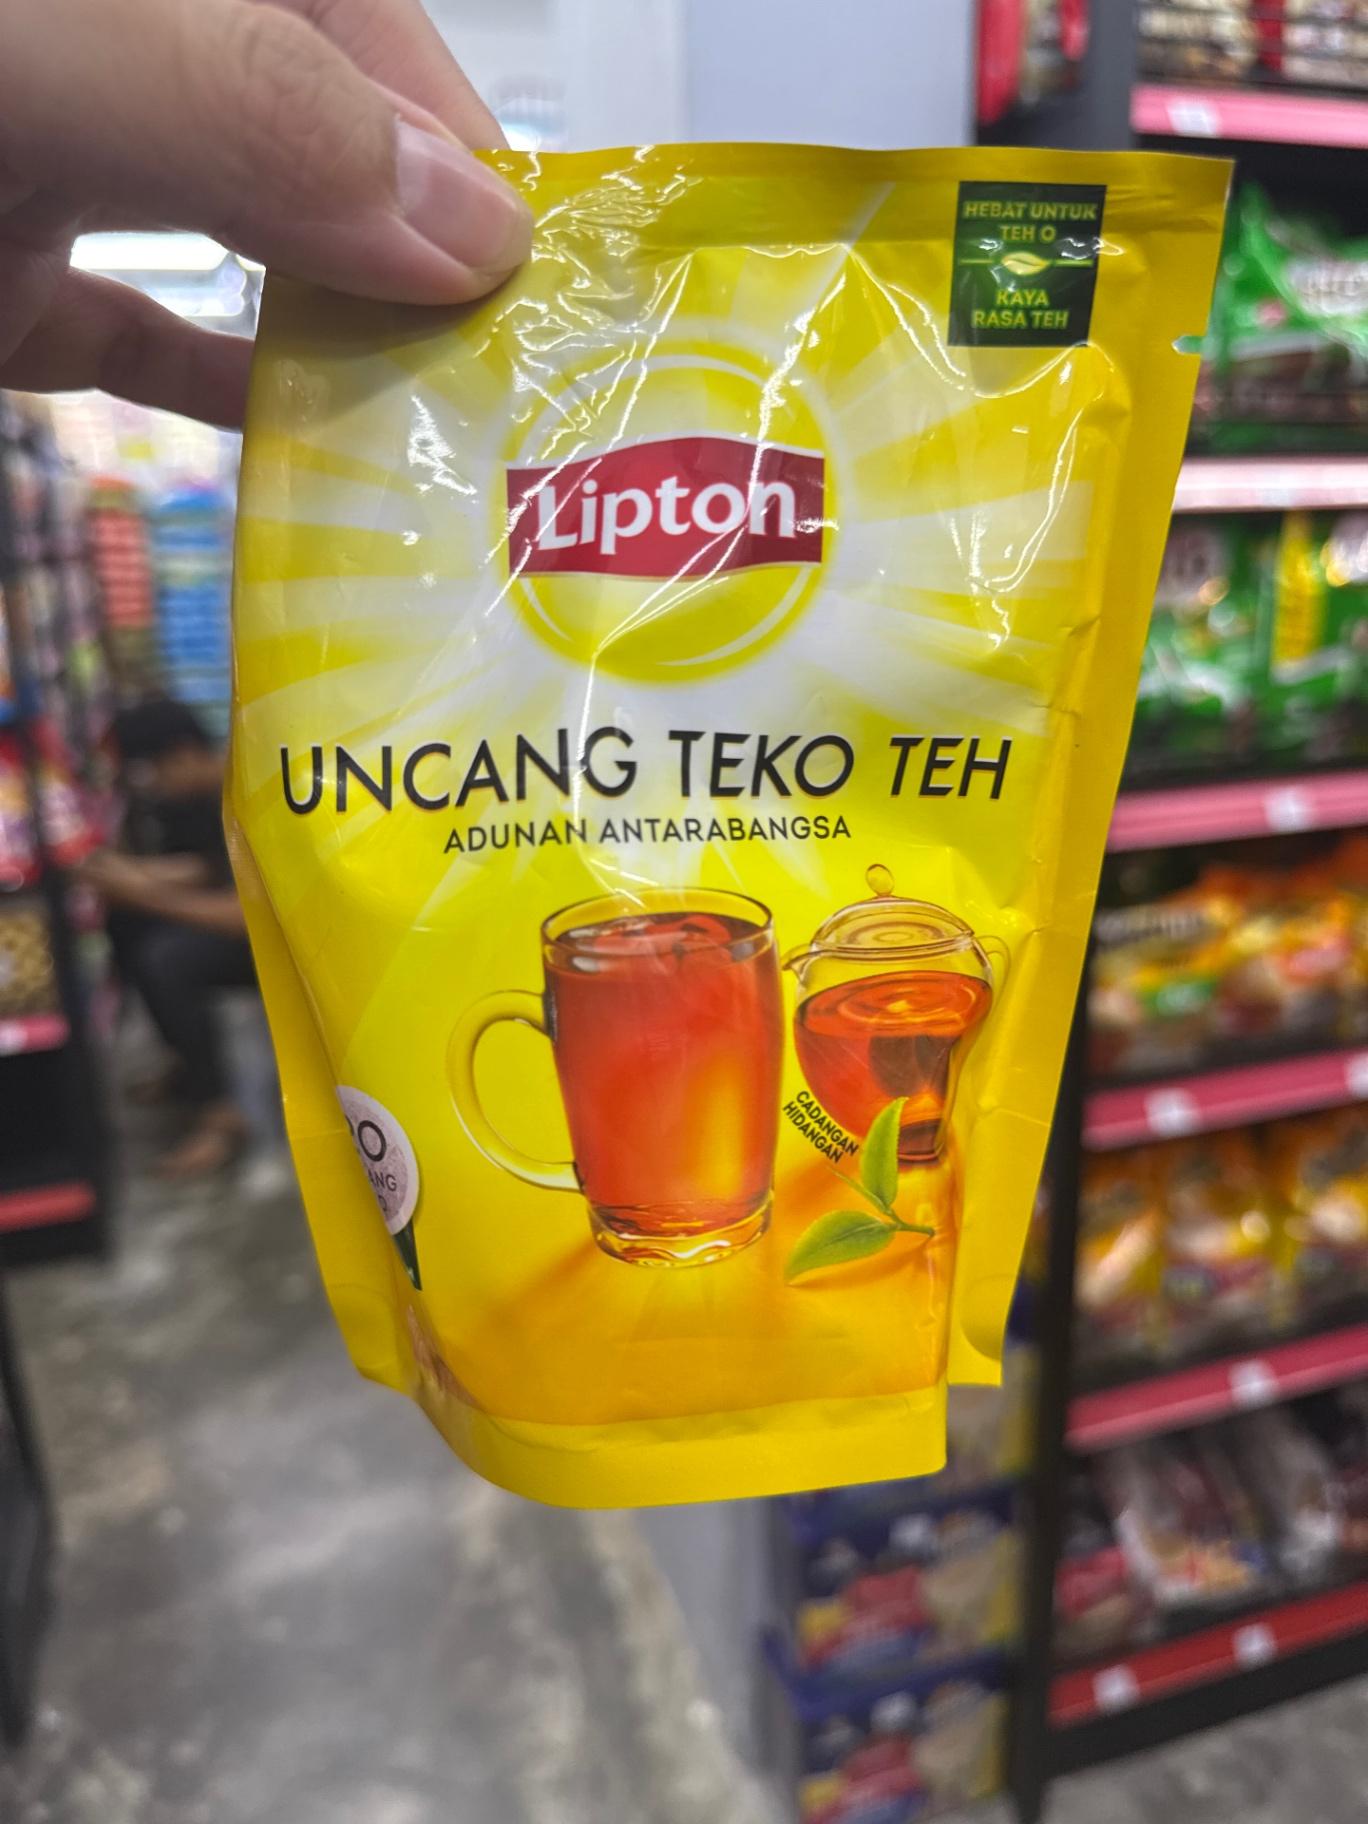 HEBAT UNTUK
TEH O
KAYA
RASA TEH
Lipton
UNCANG TEKO TEH
ADUNAN ANTARABANGSA
CADANGAN
HIDANGAN